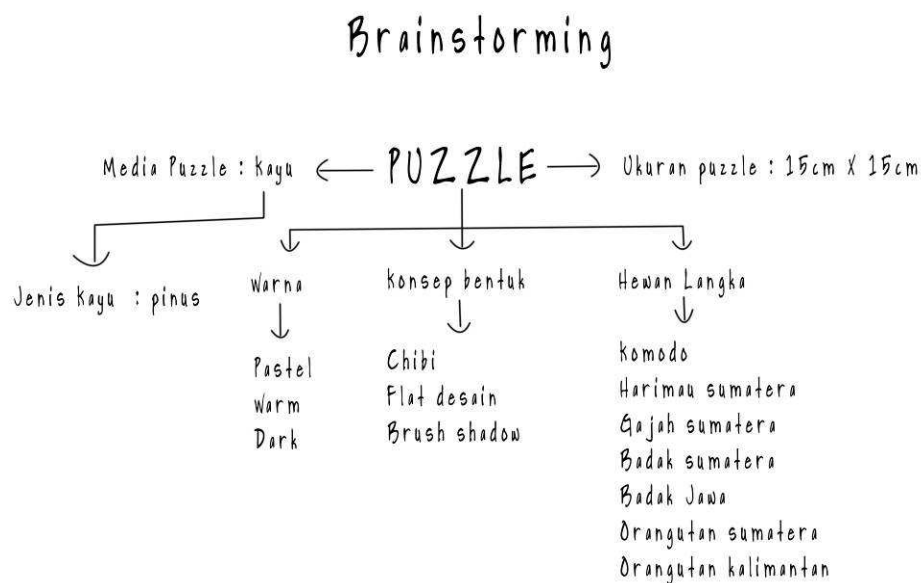 Brainstorming
Media Puzzle : Kayu
PUZZLE
Ukuran puzzle : 15cm X 15cm
Jenis Kayu : pinus
Warna
Pastel
Warm
Dark
Konsep bentuk
Chibi
Flat desain
Brush shadow
Hewan Langka
Komodo
Harimau sumatera
Gajah sumatera
Badak sumatera
Badak Jawa
Orangutan sumatera
Orangutan kalimantan